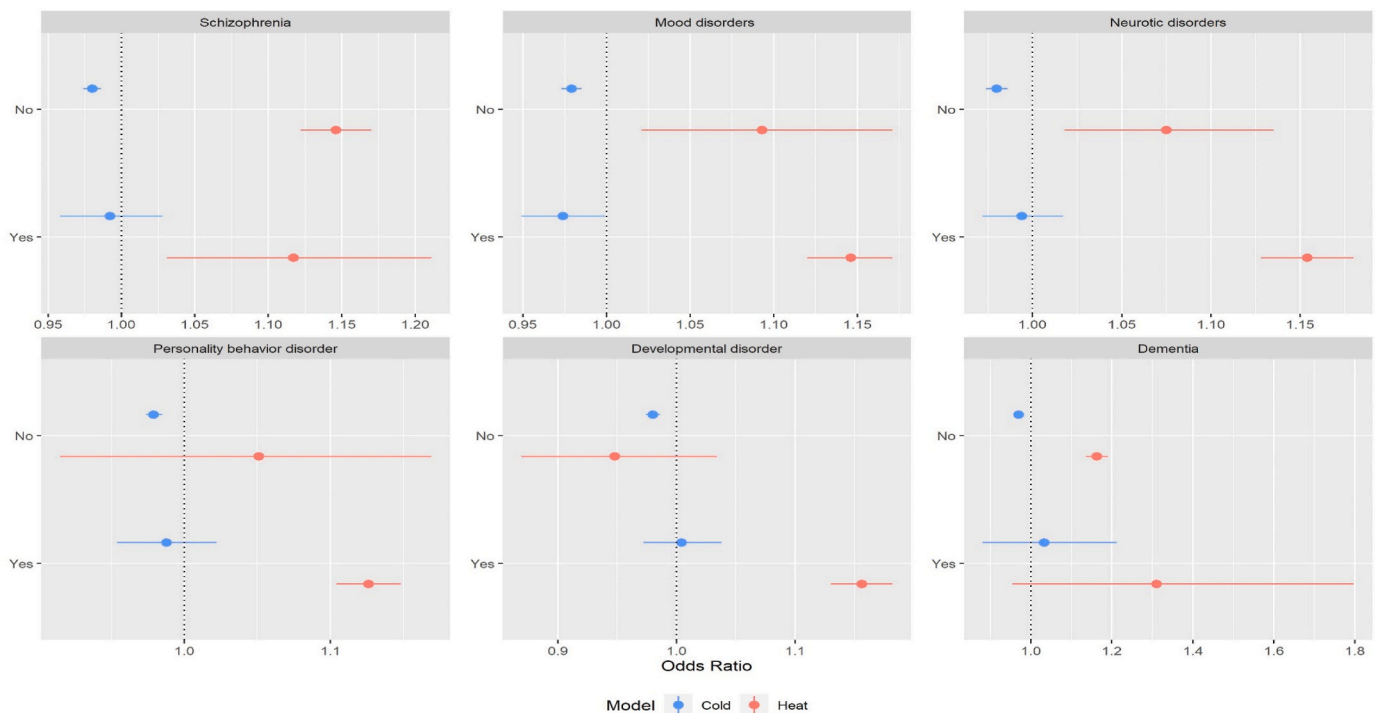 Schizophrenia
Mood disorders
Neurotic disorders
No
No
No
Yes
Yes
Yes
0.95 1.00 1.05 1.10 1.15 1.20
0.95 1.00 1.05 1.10 1.15
1.00 1.05 1.10 1.15
Personality behavior disorder
Developmental disorder
Dementia
No
No
No
Yes
Yes
Yes
1.0 1.1
0.9 1.0 1.1
1.0 1.2 1.4 1.6 1.8
Odds Ratio
Model Cold Heat